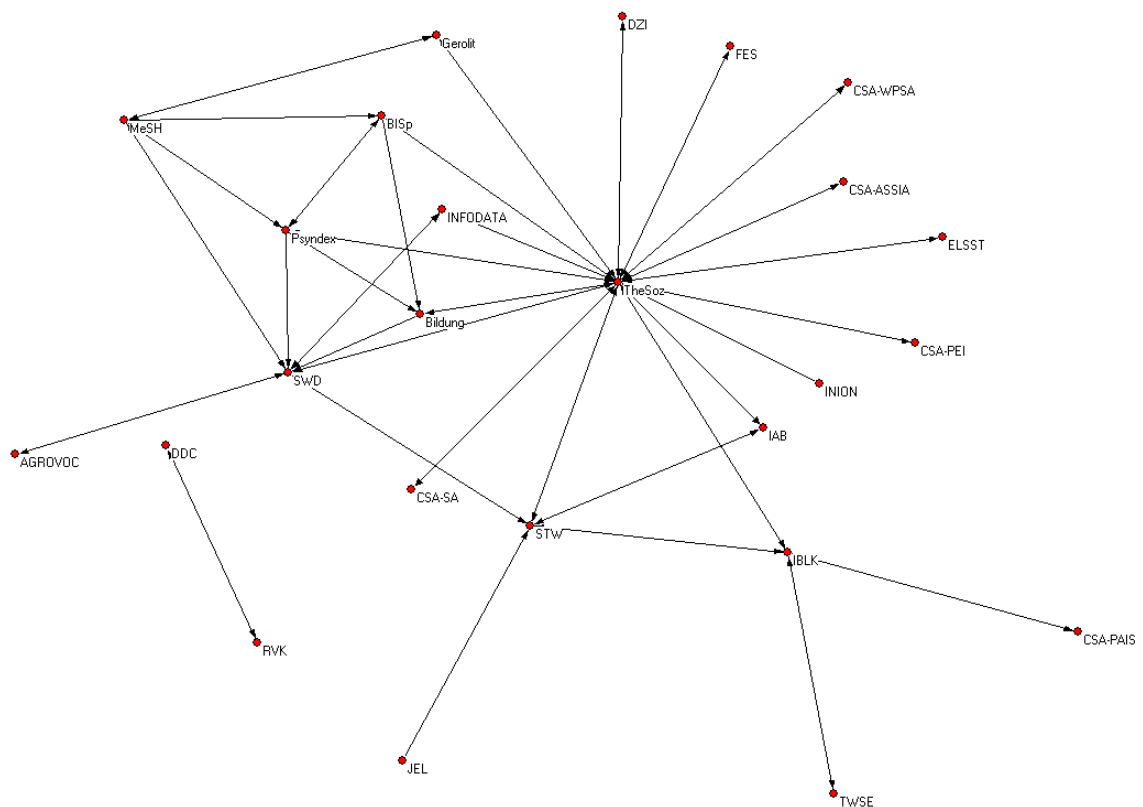 DZI
Gerolit
FES
CSA-WPSA
MeSH
BISp
CSA-ASSIA
INFODATA
Psyndex
ELSST
TheSoz
Bildung
CSA-PEI
SWD
INION
IAB
DDC
AGROVOC
CSA-SA
STW
IBLK
CSA-PAIS
RVK
JEL
TWSE